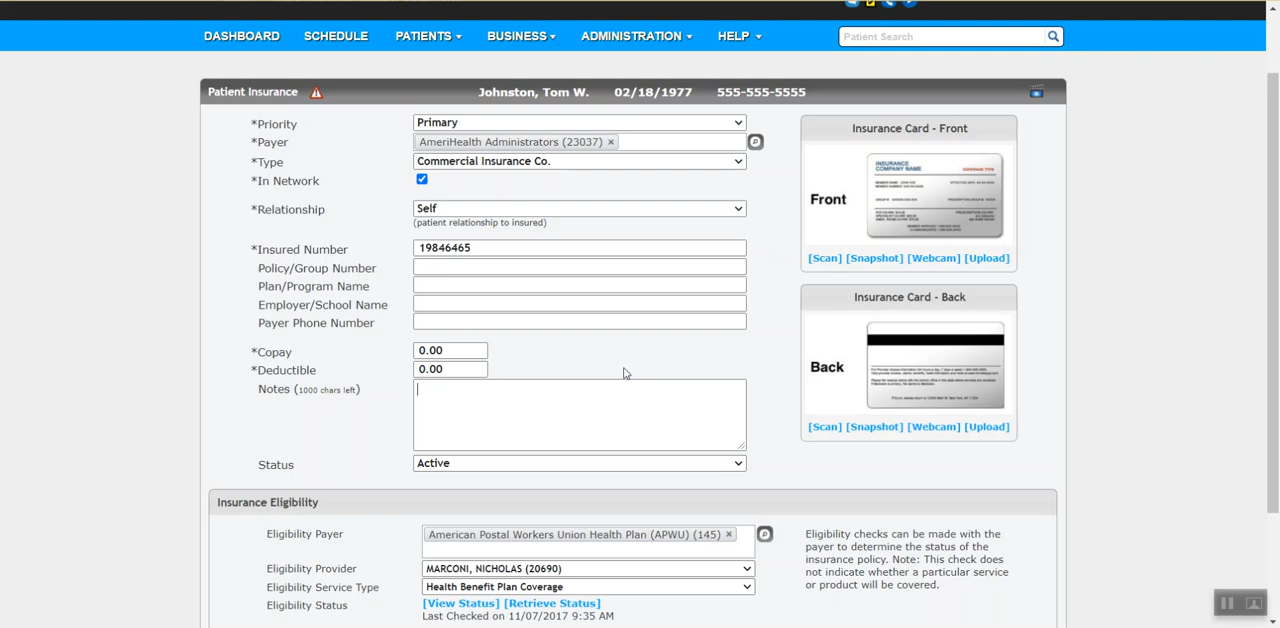 DASHBOARD SCHEDULE PATIENTS BUSINESS ADMINISTRATION HELP Patient Search
Patient Insurance Johnston, Tom W. 02/18/1977 555-555-5555
*Priority Primary
*Payer AmeriHealth Administrators (23037) ×
*Type Commercial Insurance Co.
*In Network
*Relationship Self
(patient relationship to insured)
*Insured Number 19846465
Policy/Group Number
Plan/Program Name
Employer/School Name
Payer Phone Number
*Copay 0.00
*Deductible 0.00
Notes (1000 chars left)
Status Active
Insurance Card - Front
Front
INSURANCE
COMPANY NAME
COVERAGE TYPE
[Scan] [Snapshot] [Webcam] [Upload]
Insurance Card - Back
Back
[Scan] [Snapshot] [Webcam] [Upload]
Insurance Eligibility
Eligibility Payer American Postal Workers Union Health Plan (APWU) (145) ×
Eligibility Provider MARCONI, NICHOLAS (20690)
Eligibility Service Type Health Benefit Plan Coverage
Eligibility Status [View Status] [Retrieve Status]
Last Checked on 11/07/2017 9:35 AM
Eligibility checks can be made with the
payer to determine the status of the
insurance policy. Note: This check does
not indicate whether a particular service
or product will be covered.